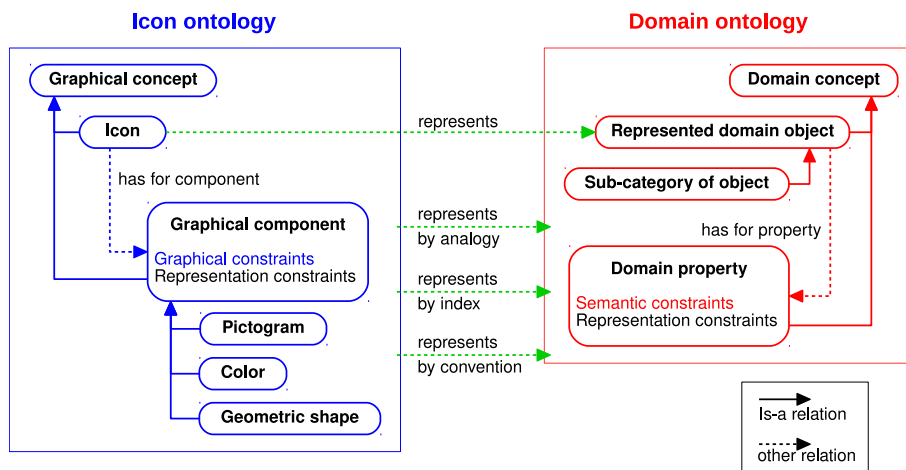 Icon ontology
Domain ontology
Graphical concept
Domain concept
Icon
represents
Represented domain object
has for component
Sub-category of object
Graphical component
Graphical constraints
Representation constraints
represents
by analogy
has for property
represents
by index
Domain property
Semantic constraints
Representation constraints
Pictogram
Color
Geometric shape
represents
by convention
Is-a relation
other relation